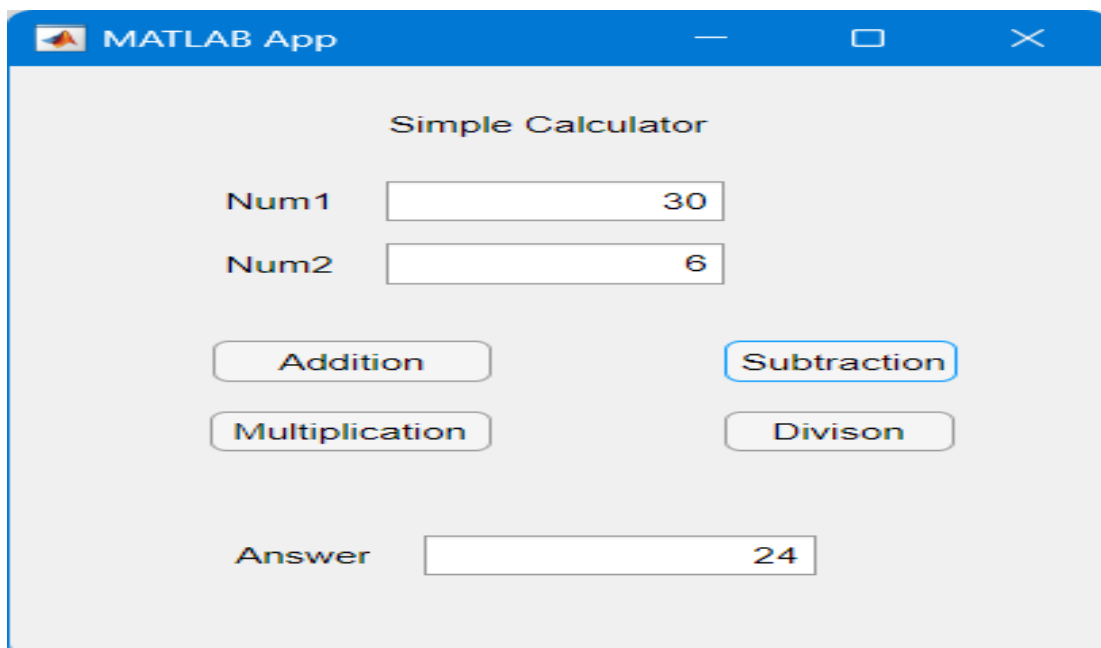 MATLAB App
Simple Calculator
Num1 30
Num2 6
Addition Subtraction
Multiplication Divison
Answer 24